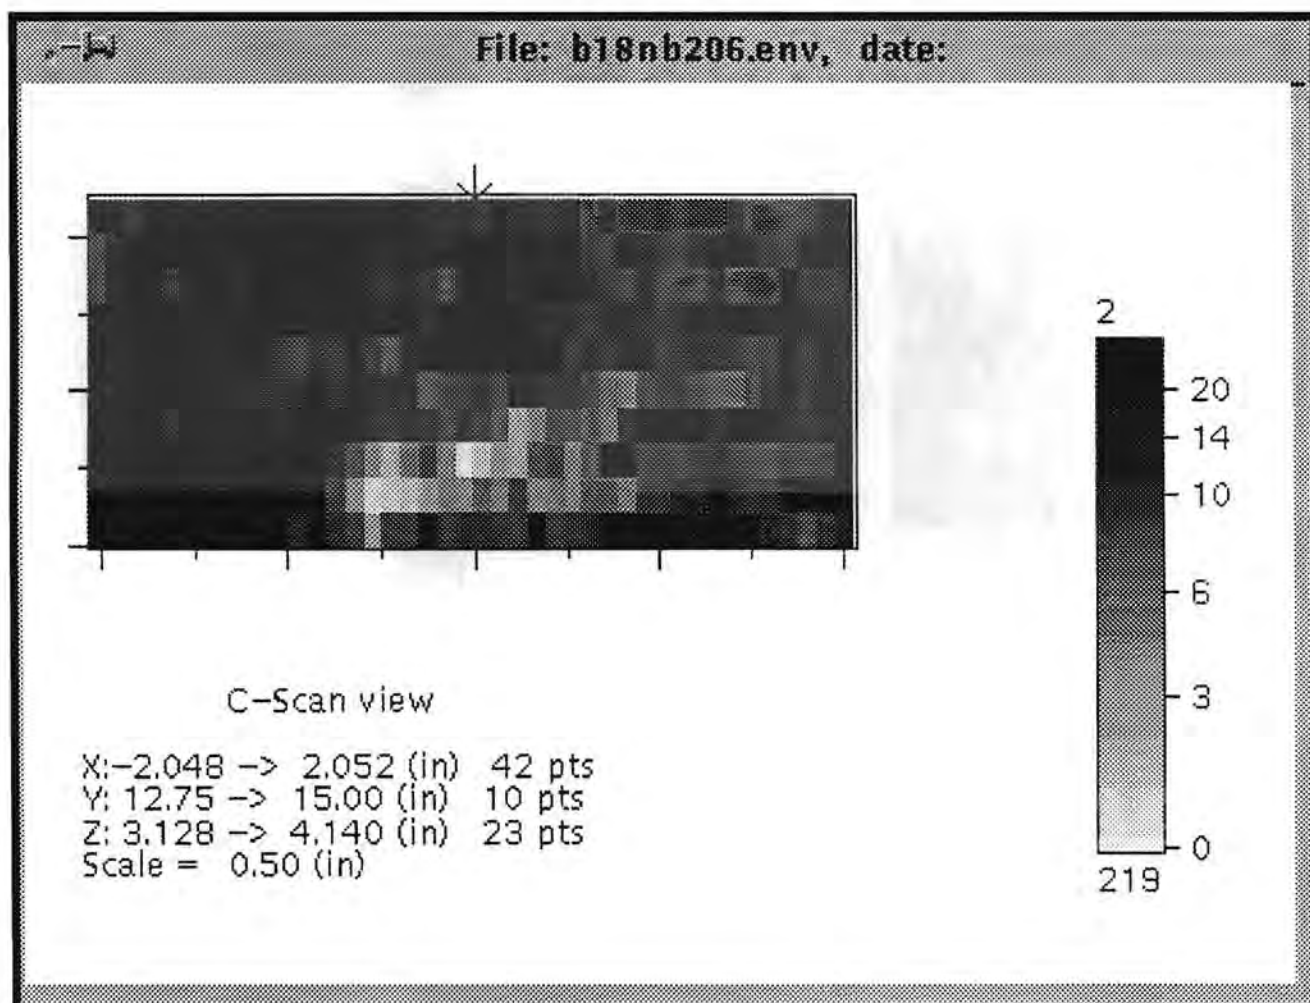 File: b18nb206.env, date:
2
20
14
10
6
3
0
219
C-Scan view
X:-2.048 -> 2.052 (in) 42 pts
Y: 12.75 -> 15.00 (in) 10 pts
Z: 3.128 -> 4.140 (in) 23 pts
Scale = 0.50 (in)